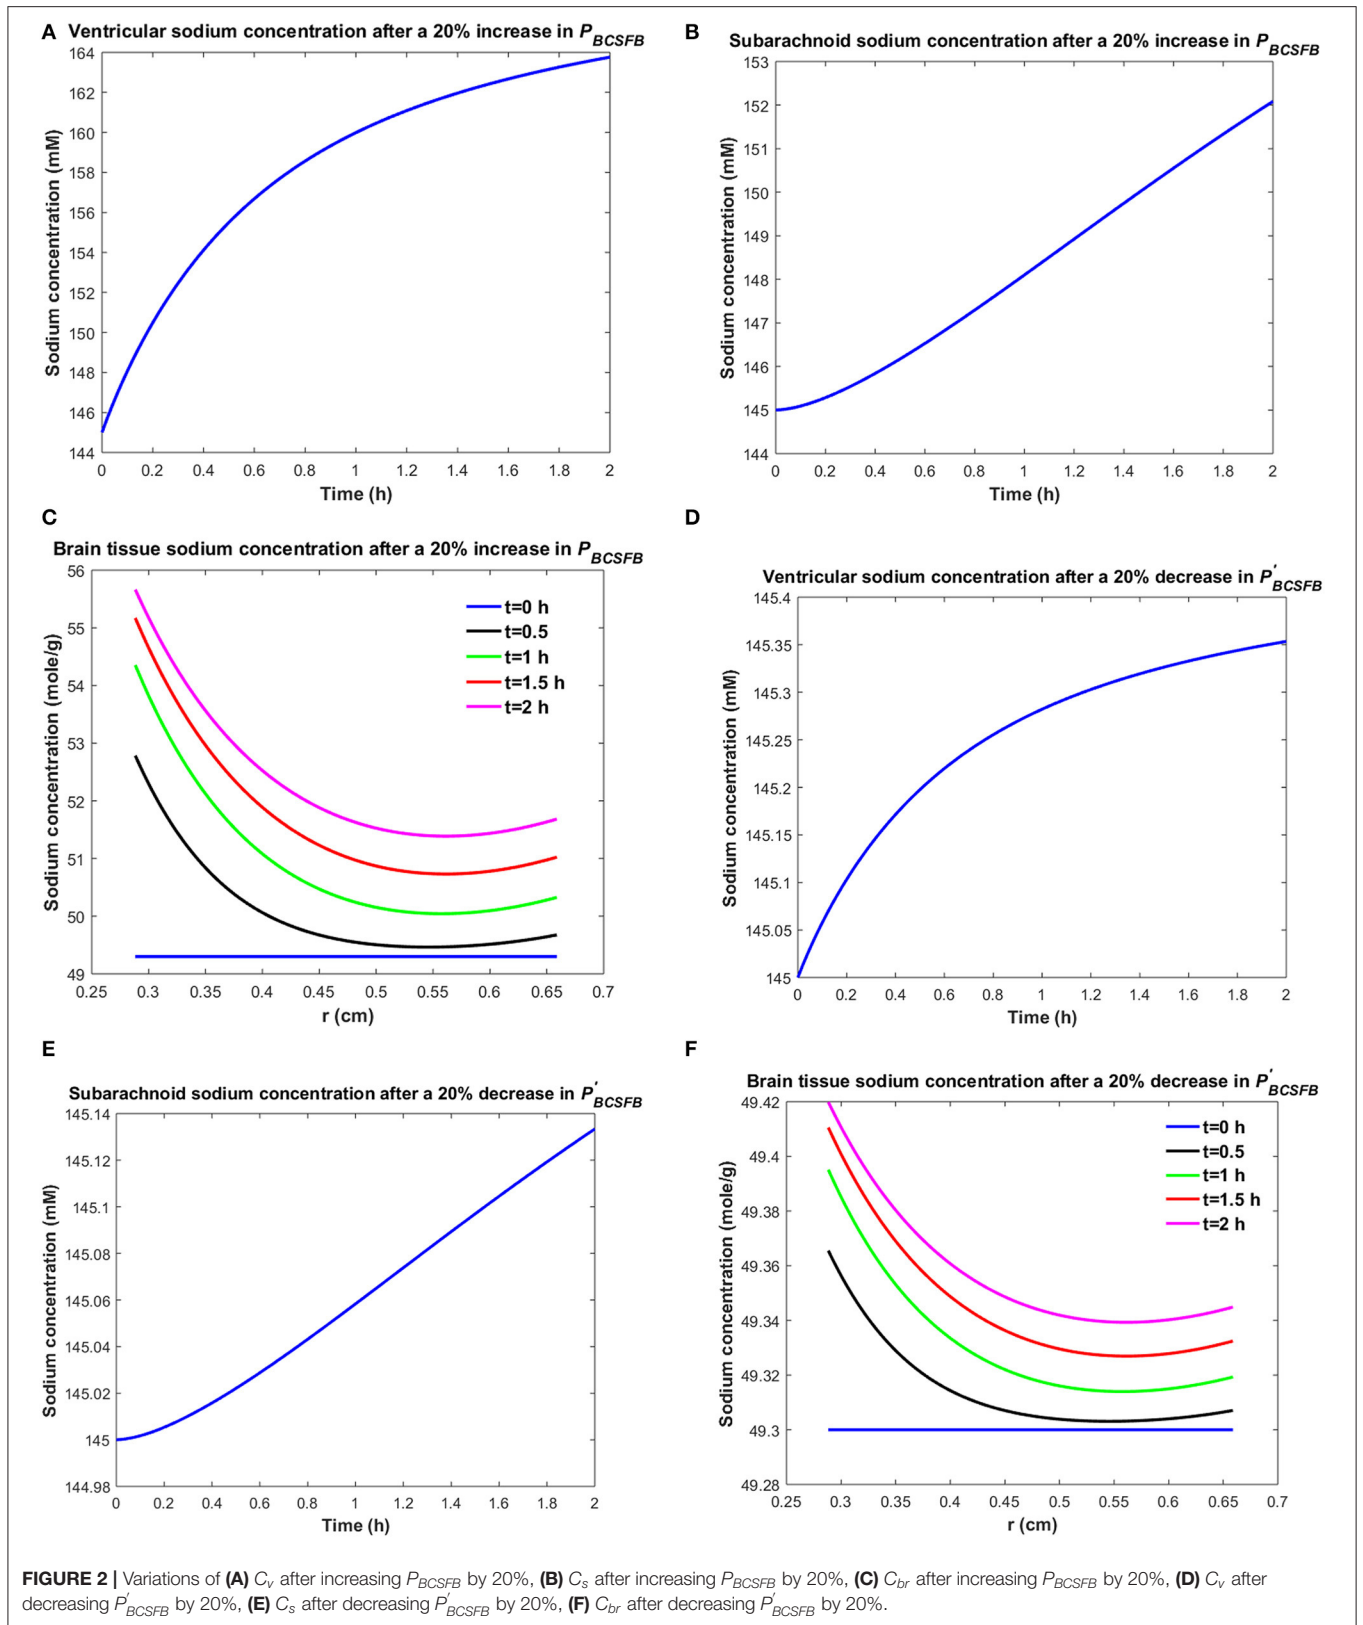 A Ventricular sodium concentration after a 20% increase in P_BCSFB
164
162
160
158
156
154
152
150
148
146
144
Sodium concentration (mM)
0 0.2 0.4 0.6 0.8 1 1.2 1.4 1.6 1.8 2
Time (h)
B Subarachnoid sodium concentration after a 20% increase in P_BCSFB
153
152
151
150
149
148
147
146
145
144
Sodium concentration (mM)
0 0.2 0.4 0.6 0.8 1 1.2 1.4 1.6 1.8 2
Time (h)
C
Brain tissue sodium concentration after a 20% increase in P_BCSFB
56
55
54
53
52
51
50
49
Sodium concentration (mole/g)
t=0 h
t=0.5
t=1 h
t=1.5 h
t=2 h
0.25 0.3 0.35 0.4 0.45 0.5 0.55 0.6 0.65 0.7
r (cm)
D
Ventricular sodium concentration after a 20% decrease in P'_BCSFB
145.4
145.35
145.3
145.25
145.2
145.15
145.1
145.05
145
Sodium concentration (mM)
0 0.2 0.4 0.6 0.8 1 1.2 1.4 1.6 1.8 2
Time (h)
E
Subarachnoid sodium concentration after a 20% decrease in P'_BCSFB
145.14
145.12
145.1
145.08
145.06
145.04
145.02
145
144.98
Sodium concentration (mM)
0 0.2 0.4 0.6 0.8 1 1.2 1.4 1.6 1.8 2
Time (h)
F
Brain tissue sodium concentration after a 20% decrease in P'_BCSFB
49.42
49.4
49.38
49.36
49.34
49.32
49.3
49.28
Sodium concentration (mole/g)
t=0 h
t=0.5
t=1 h
t=1.5 h
t=2 h
0.25 0.3 0.35 0.4 0.45 0.5 0.55 0.6 0.65 0.7
r (cm)
FIGURE 2 | Variations of (A) C_v after increasing P_BCSFB by 20%, (B) C_s after increasing P_BCSFB by 20%, (C) C_br after increasing P_BCSFB by 20%, (D) C_v after
decreasing P'_BCSFB by 20%, (E) C_s after decreasing P'_BCSFB by 20%, (F) C_br after decreasing P'_BCSFB by 20%.